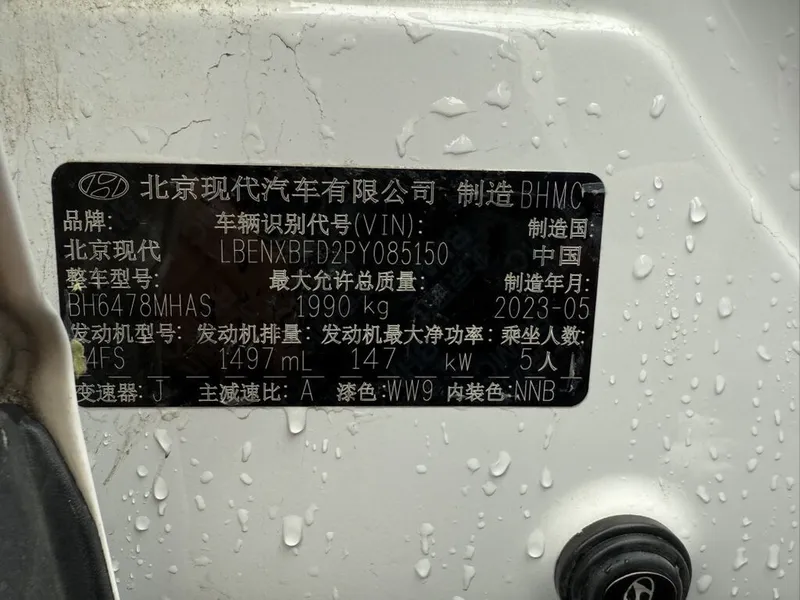 北京现代汽车有限公司 制造 BHMC
品牌: 车辆识别代号(VIN): 制造国:
北京现代 LBENXBFD2PY085150 中国
整车型号: 最大允许总质量: 制造年月:
BH6478MHAS 1990 kg 2023-05
发动机型号: 发动机排量: 发动机最大净功率: 乘坐人数:
4FS 1497 mL 147 kW 5人
变速器: J 主减速比: A 漆色: WW9 内装色: NNB